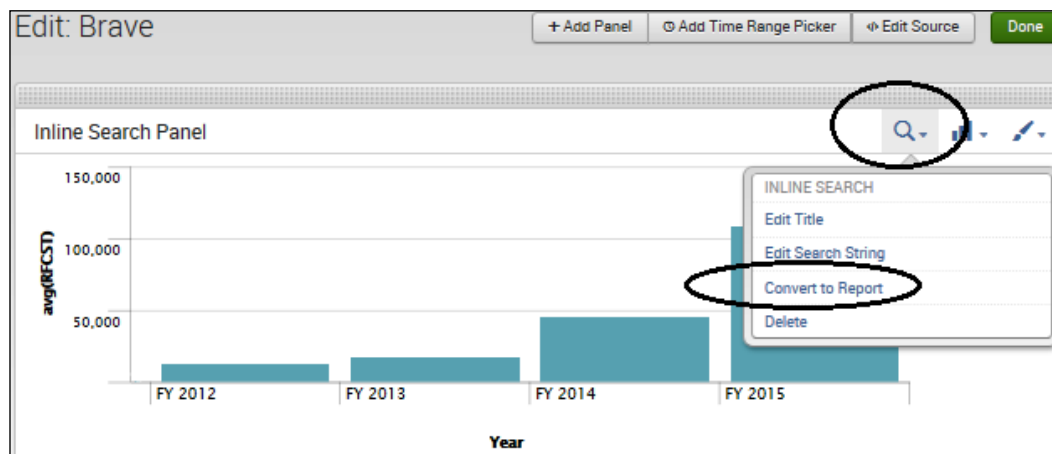 Edit: Brave
+ Add Panel
Add Time Range Picker
Edit Source
Done
Inline Search Panel
INLINE SEARCH
Edit Title
Edit Search String
Convert to Report
Delete
150,000
100,000
50,000
avg(RFCST)
FY 2012
FY 2013
FY 2014
FY 2015
Year